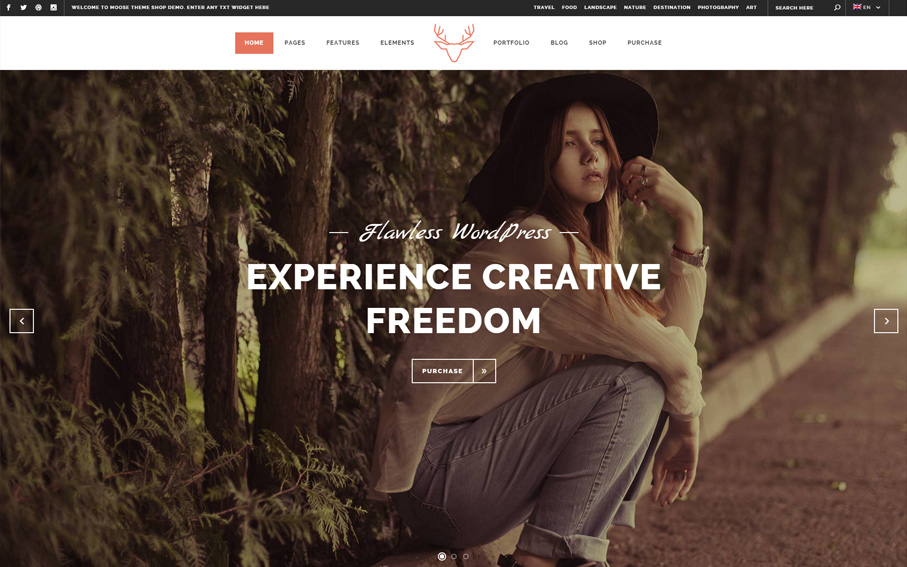 WELCOME TO MOOSE THEME SHOP DEMO. ENTER ANY TXT WIDGET HERE
TRAVEL FOOD LANDSCAPE NATURE DESTINATION PHOTOGRAPHY ART
SEARCH HERE
EN
HOME PAGES FEATURES ELEMENTS PORTFOLIO BLOG SHOP PURCHASE
Flawless WordPress
EXPERIENCE CREATIVE
FREEDOM
PURCHASE